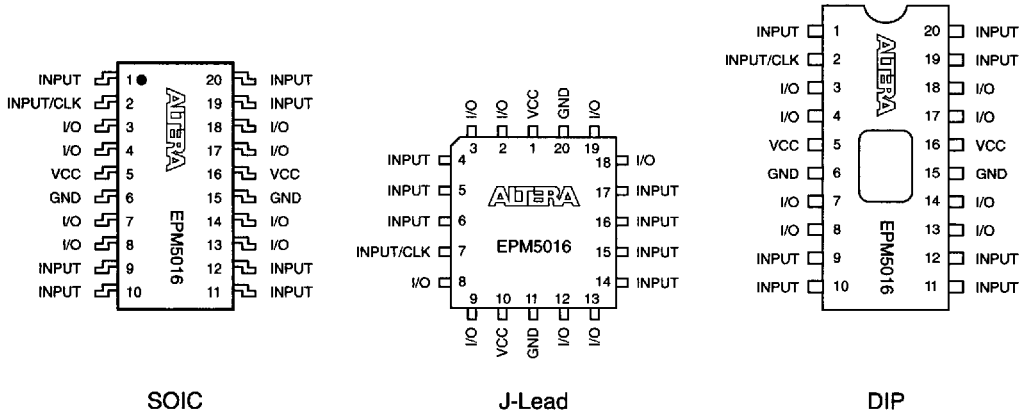 INPUT 1 20 INPUT
INPUT/CLK 2 19 INPUT
I/O 3 18 I/O
I/O 4 17 I/O
VCC 5 16 VCC
GND 6 15 GND
I/O 7 14 I/O
I/O 8 13 I/O
INPUT 9 12 INPUT
INPUT 10 11 INPUT
ALTERA
EPM5016
SOIC
I/O I/O VCC GND I/O
3 2 1 20 19
INPUT 4 18 I/O
INPUT 5 17 INPUT
INPUT 6 16 INPUT
INPUT/CLK 7 15 INPUT
I/O 8 14 INPUT
ALTERA
EPM5016
9 10 11 12 13
I/O VCC GND I/O I/O
J-Lead
INPUT 1 20 INPUT
INPUT/CLK 2 19 INPUT
I/O 3 18 I/O
I/O 4 17 I/O
VCC 5 16 VCC
GND 6 15 GND
I/O 7 14 I/O
I/O 8 13 I/O
INPUT 9 12 INPUT
INPUT 10 11 INPUT
ALTERA
EPM5016
DIP